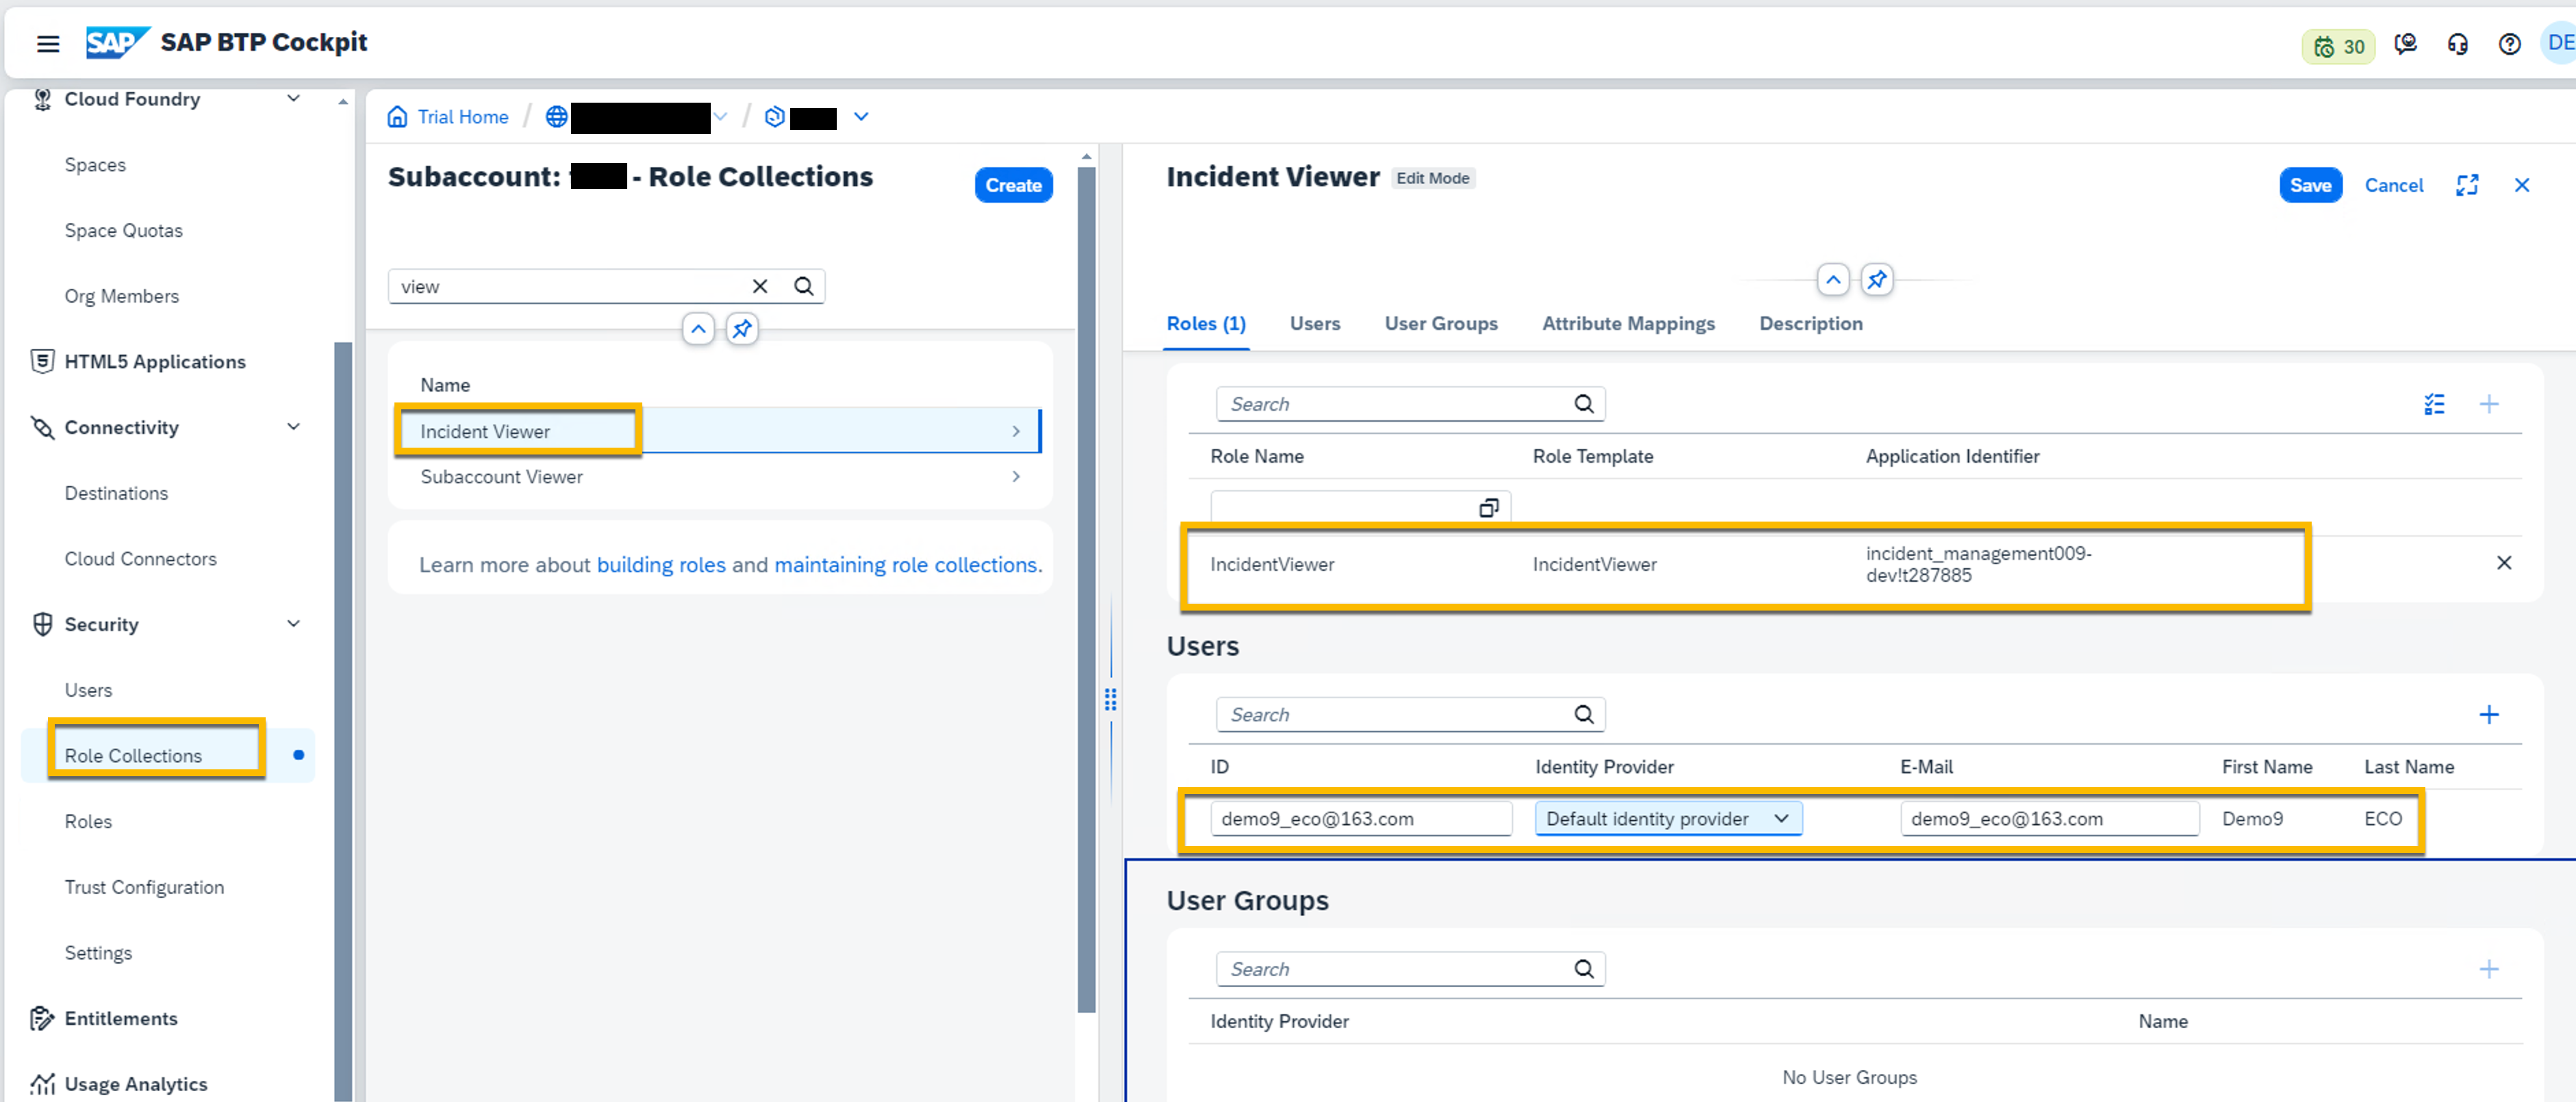 SAP SAP BTP Cockpit
30
DE
Cloud Foundry
Spaces
Space Quotas
Org Members
HTML5 Applications
Connectivity
Destinations
Cloud Connectors
Security
Users
Role Collections
Roles
Trust Configuration
Settings
Entitlements
Usage Analytics
Trial Home / /
Subaccount: - Role Collections
Create
view
Name
Incident Viewer
Subaccount Viewer
Learn more about building roles and maintaining role collections.
Incident Viewer Edit Mode
Save Cancel
Roles (1) Users User Groups Attribute Mappings Description
Search
Role Name Role Template Application Identifier
IncidentViewer IncidentViewer incident_management009-
dev!t287885
Users
Search
ID Identity Provider E-Mail First Name Last Name
demo9_eco@163.com Default identity provider demo9_eco@163.com Demo9 ECO
User Groups
Search
Identity Provider Name
No User Groups